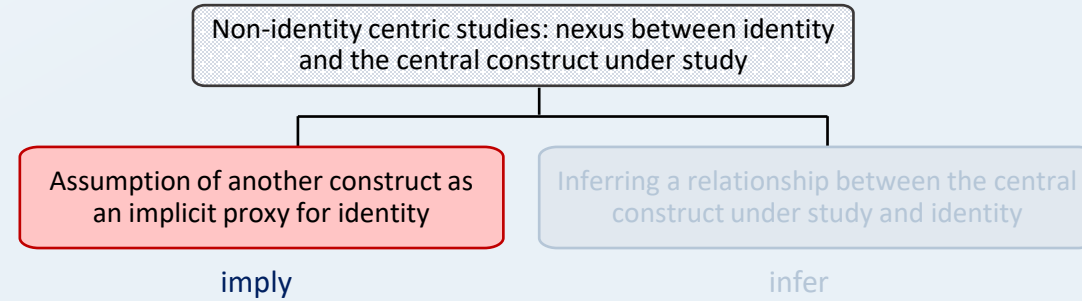 Non-identity centric studies: nexus between identity
and the central construct under study
Assumption of another construct as
an implicit proxy for identity
Inferring a relationship between the central
construct under study and identity
imply
infer